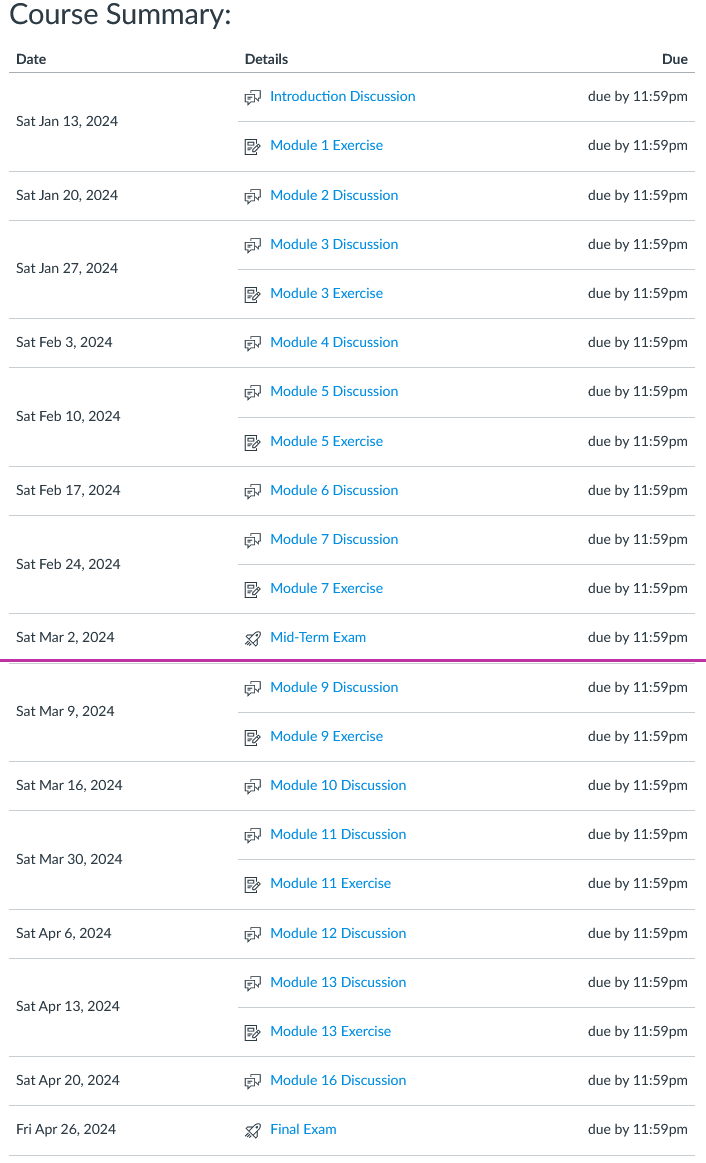 Course Summary:
Date Details Due
Sat Jan 13, 2024
Introduction Discussion due by 11:59pm
Module 1 Exercise due by 11:59pm
Sat Jan 20, 2024 Module 2 Discussion due by 11:59pm
Sat Jan 27, 2024
Module 3 Discussion due by 11:59pm
Module 3 Exercise due by 11:59pm
Sat Feb 3, 2024 Module 4 Discussion due by 11:59pm
Sat Feb 10, 2024
Module 5 Discussion due by 11:59pm
Module 5 Exercise due by 11:59pm
Sat Feb 17, 2024 Module 6 Discussion due by 11:59pm
Sat Feb 24, 2024
Module 7 Discussion due by 11:59pm
Module 7 Exercise due by 11:59pm
Sat Mar 2, 2024 Mid-Term Exam due by 11:59pm
Sat Mar 9, 2024
Module 9 Discussion due by 11:59pm
Module 9 Exercise due by 11:59pm
Sat Mar 16, 2024 Module 10 Discussion due by 11:59pm
Sat Mar 30, 2024
Module 11 Discussion due by 11:59pm
Module 11 Exercise due by 11:59pm
Sat Apr 6, 2024 Module 12 Discussion due by 11:59pm
Sat Apr 13, 2024
Module 13 Discussion due by 11:59pm
Module 13 Exercise due by 11:59pm
Sat Apr 20, 2024 Module 16 Discussion due by 11:59pm
Fri Apr 26, 2024 Final Exam due by 11:59pm